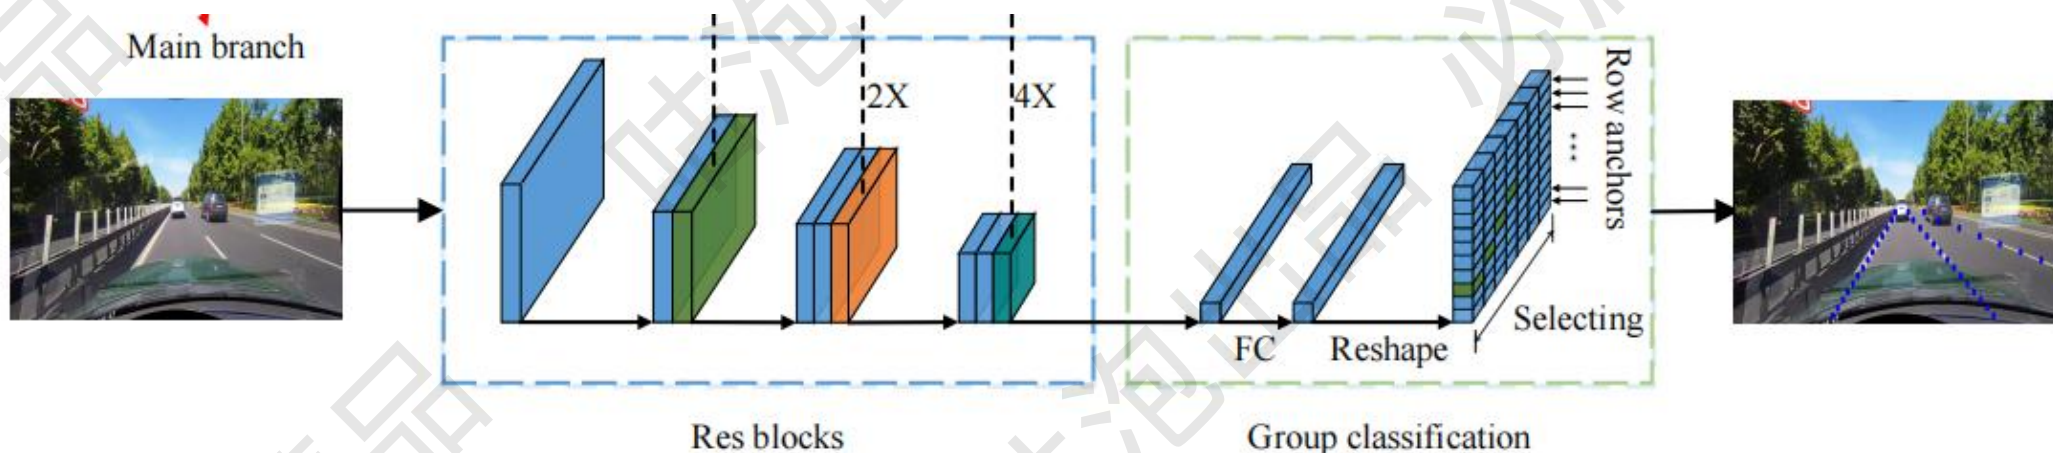 Main branch
2X
4X
Row anchors
...
FC
Reshape
Selecting
Res blocks
Group classification